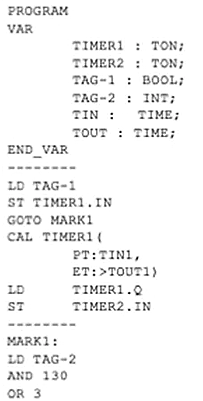 PROGRAM
VAR
TIMER1 : TON;
TIMER2 : TON;
TAG-1 : BOOL;
TAG-2 : INT;
TIN : TIME;
TOUT : TIME;
END_VAR
--------
LD TAG-1
ST TIMER1.IN
GOTO MARK1
CAL TIMER1(
PT:TIN1,
ET:>TOUT1)
LD TIMER1.Q
ST TIMER2.IN
--------
MARK1:
LD TAG-2
AND 130
OR 3